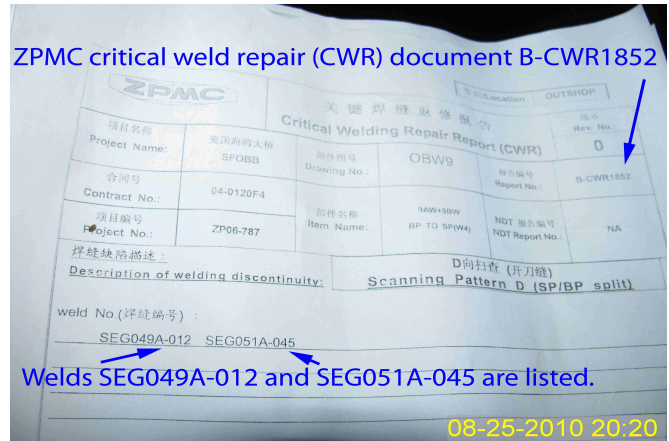 ZPMC critical weld repair (CWR) document B-CWR1852
ZPMC
车间/Location OUTSHOP
关键焊缝返修报告
Critical Welding Repair Report (CWR)
版本
Rev. No.
0
项目名称
Project Name:
美国海湾大桥
SFOBB
部件图号
Drawing No.:
OBW9
报告编号
Report No.:
B-CWR1852
合同号
Contract No.:
04-0120F4
部件名称
Item Name:
9AW+9BW
BP TO SP(W4)
NDT 报告编号
NDT Report No.:
NA
项目编号
Project No.:
ZP06-787
焊缝缺陷描述:
Description of welding discontinuity:
D向扫查 (开刀缝)
Scanning Pattern D (SP/BP split)
weld No.(焊缝编号) :
SEG049A-012 SEG051A-045
Welds SEG049A-012 and SEG051A-045 are listed.
08-25-2010 20:20